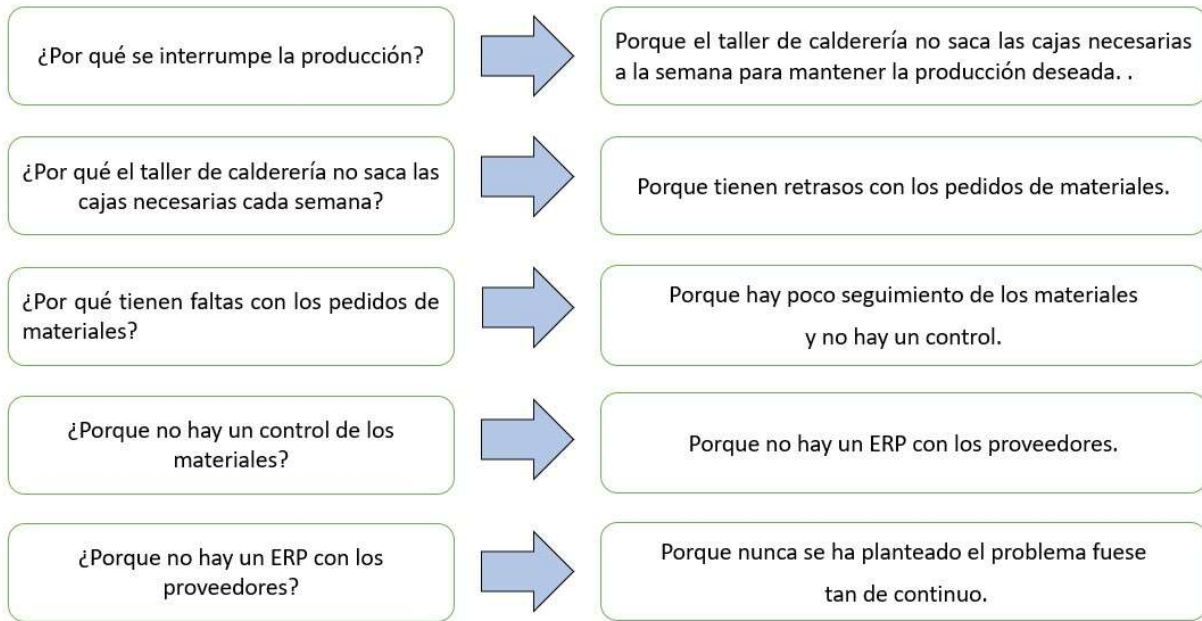 ¿Por qué se interrumpe la producción?
Porque el taller de calderería no saca las cajas necesarias
a la semana para mantener la producción deseada. .
¿Por qué el taller de calderería no saca las
cajas necesarias cada semana?
Porque tienen retrasos con los pedidos de materiales.
¿Por qué tienen faltas con los pedidos de
materiales?
Porque hay poco seguimiento de los materiales
y no hay un control.
¿Porque no hay un control de los
materiales?
Porque no hay un ERP con los proveedores.
¿Porque no hay un ERP con los
proveedores?
Porque nunca se ha planteado el problema fuese
tan de continuo.